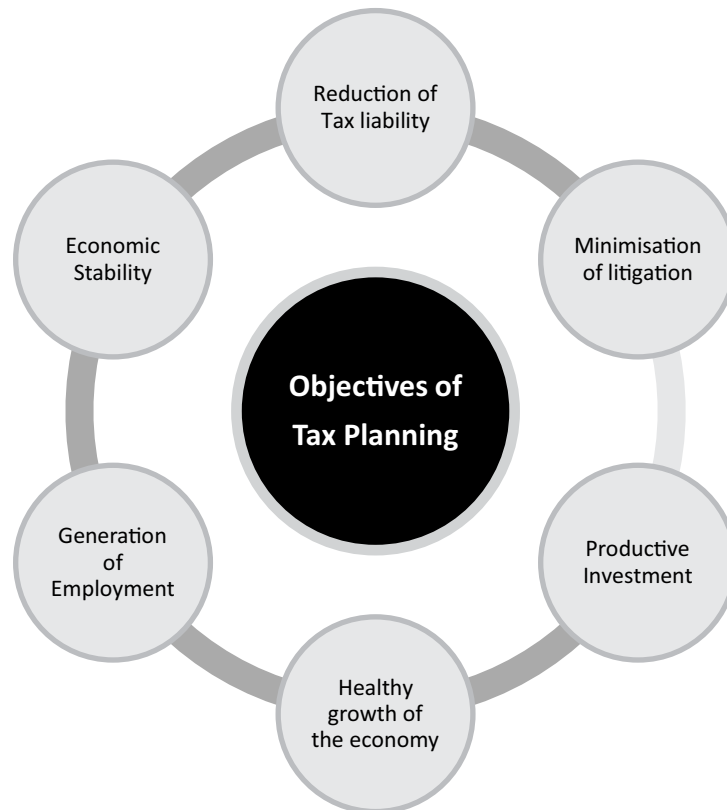 Objectives of
Tax Planning
Reduction of
Tax liability
Minimisation
of litigation
Productive
Investment
Healthy
growth of
the economy
Generation
of
Employment
Economic
Stability